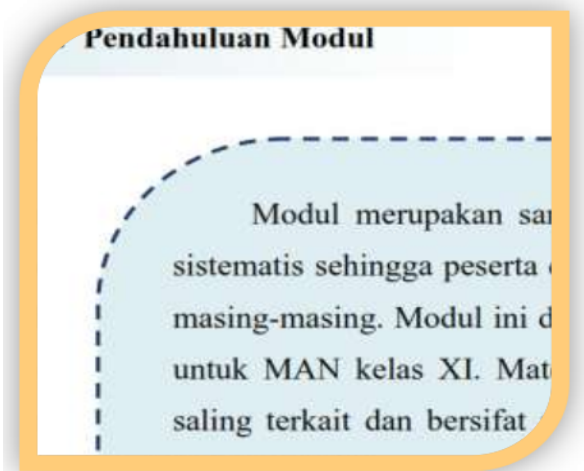 Pendahuluan Modul
Modul merupakan
sistematis sehingga peserta
masing-masing. Modul ini
untuk MAN kelas XI.
saling terkait dan bersifat